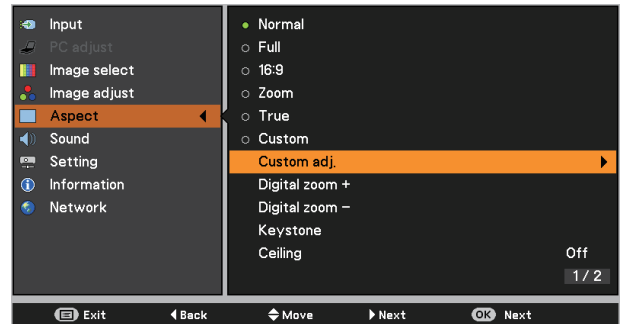 Input
PC adjust
Image select
Image adjust
Aspect
Sound
Setting
Information
Network
Normal
Full
16:9
Zoom
True
Custom
Custom adj.
Digital zoom +
Digital zoom –
Keystone
Ceiling Off
1 / 2
Exit Back Move Next OK Next